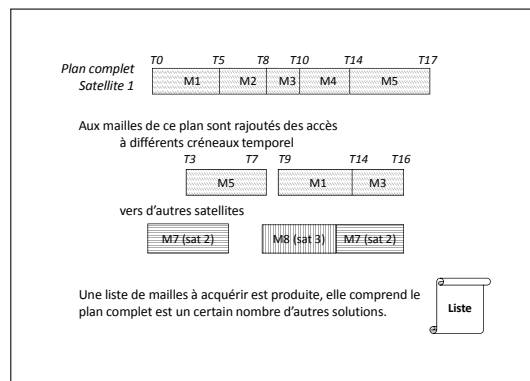 T0 T5 T8 T10 T14 T17
Plan complet
Satellite 1
M1 M2 M3 M4 M5
Aux mailles de ce plan sont rajoutés des accès
à différents créneaux temporel
T3 T7 T9 T14 T16
M5 M1 M3
vers d'autres satellites
M7 (sat 2) M8 (sat 3) M7 (sat 2)
Une liste de mailles à acquérir est produite, elle comprend le
plan complet est un certain nombre d'autres solutions.
Liste